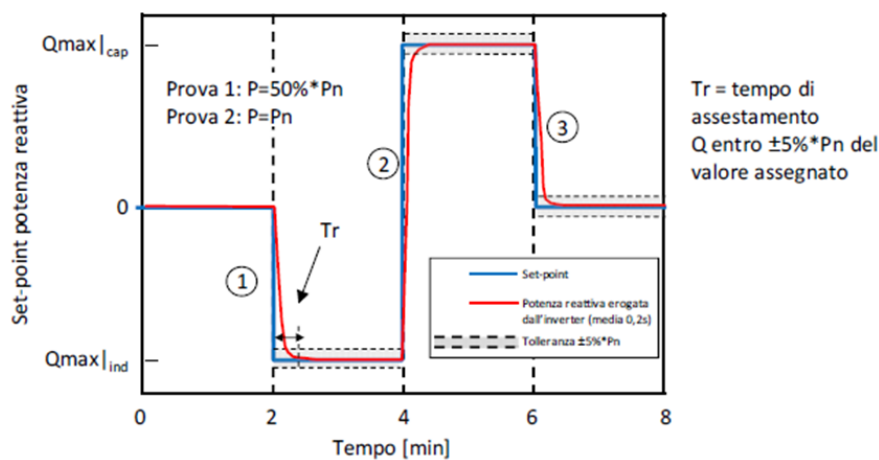 Qmax|cap
Prova 1: P=50%*Pn
Prova 2: P=Pn
Tr = tempo di
assestamento
Q entro ±5%*Pn del
valore assegnato
Set-point potenza reattiva
0
Qmax|ind
1
Tr
2
3
Set-point
Potenza reattiva erogata
dall'inverter (media 0,2s)
Tolleranza ±5%*Pn
0
2
4
6
8
Tempo [min]